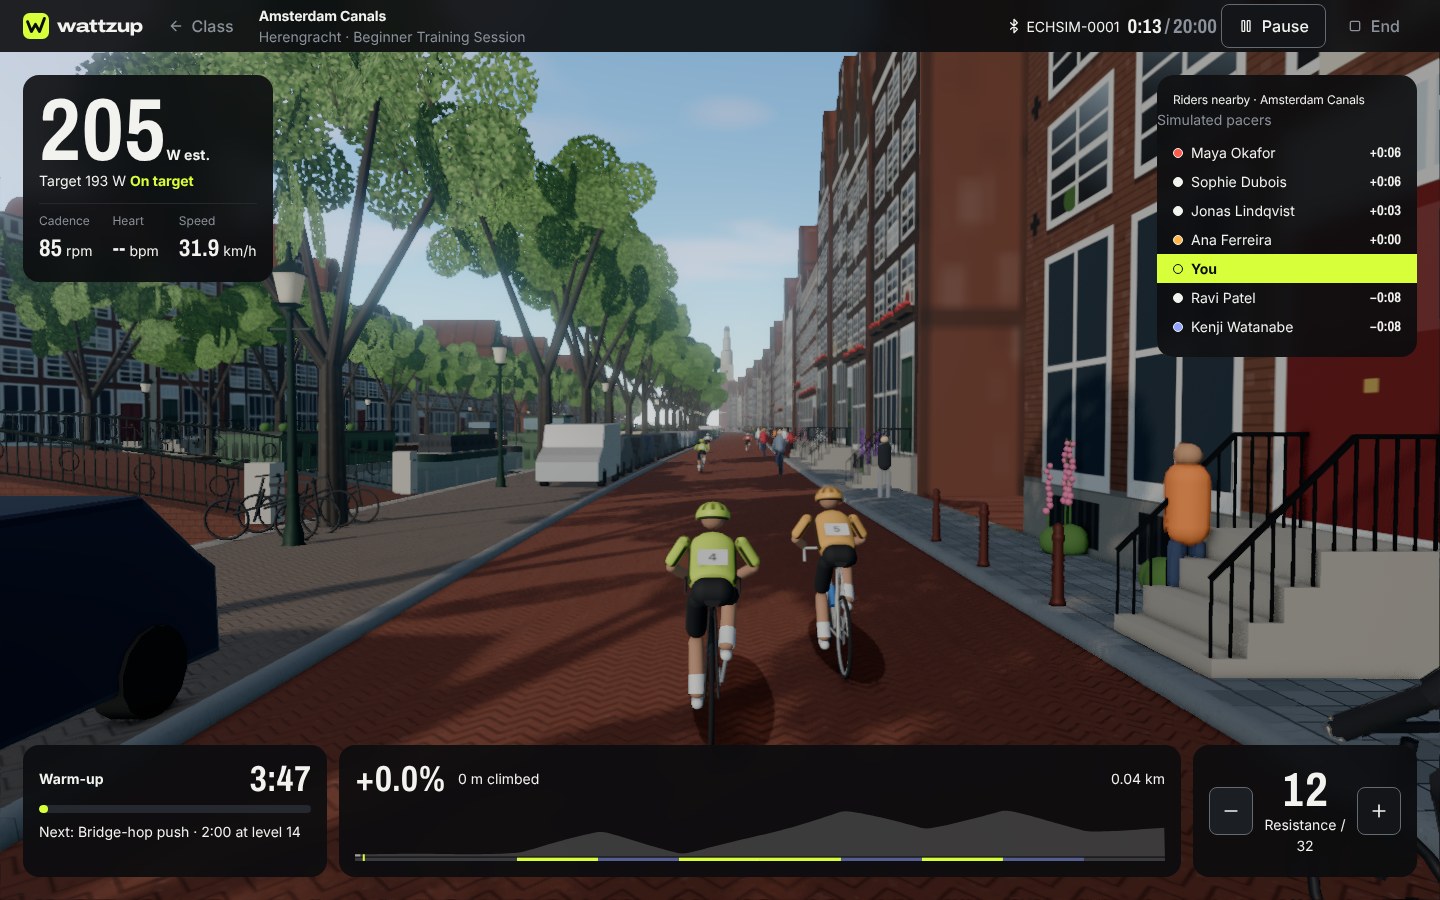 wattzup
Class
Amsterdam Canals
Herengracht · Beginner Training Session
ECHSIM-0001 0:13 / 20:00
Pause
End
205 W est.
Target 193 W On target
Cadence Heart Speed
85 rpm -- bpm 31.9 km/h
Riders nearby · Amsterdam Canals
Simulated pacers
Maya Okafor +0:06
Sophie Dubois +0:06
Jonas Lindqvist +0:03
Ana Ferreira +0:00
You
Ravi Patel −0:08
Kenji Watanabe −0:08
4
5
Warm-up 3:47
Next: Bridge-hop push · 2:00 at level 14
+0.0% 0 m climbed 0.04 km
− 12 +
Resistance /
32